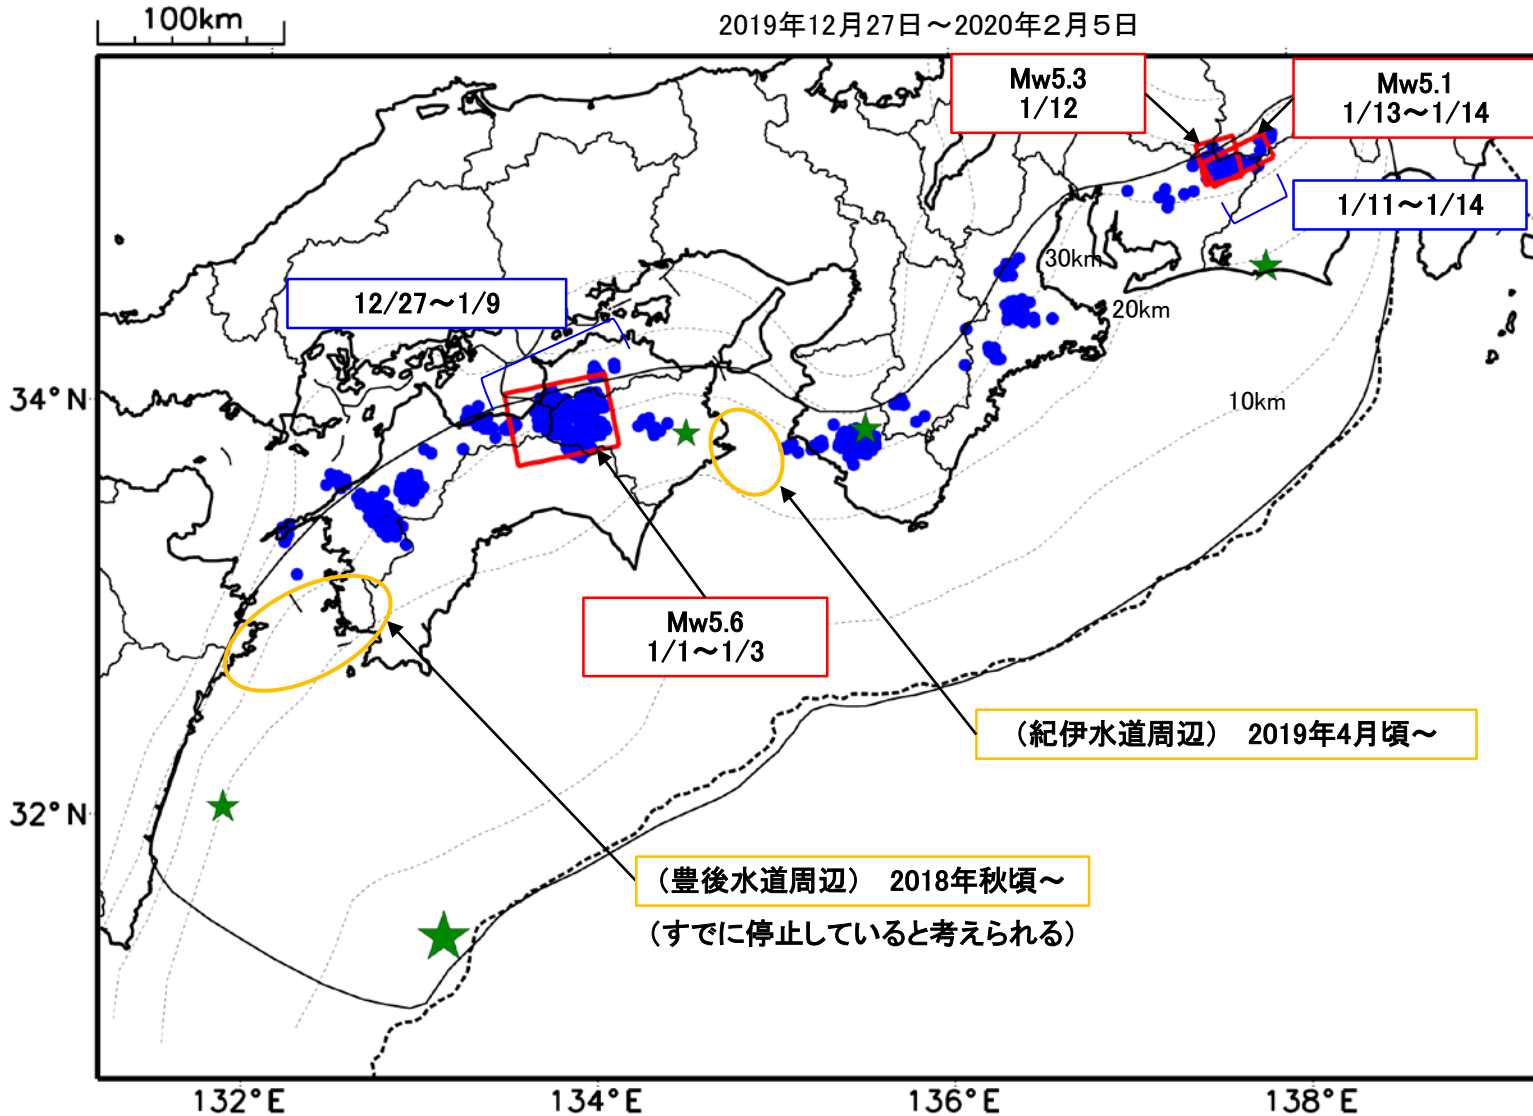 100km
2019年12月27日～2020年2月5日
Mw5.3
1/12
Mw5.1
1/13～1/14
1/11～1/14
12/27～1/9
30km
20km
10km
34°N
Mw5.6
1/1～1/3
（紀伊水道周辺） 2019年4月頃～
32°N
（豊後水道周辺） 2018年秋頃～
（すでに停止していると考えられる）
132°E
134°E
136°E
138°E